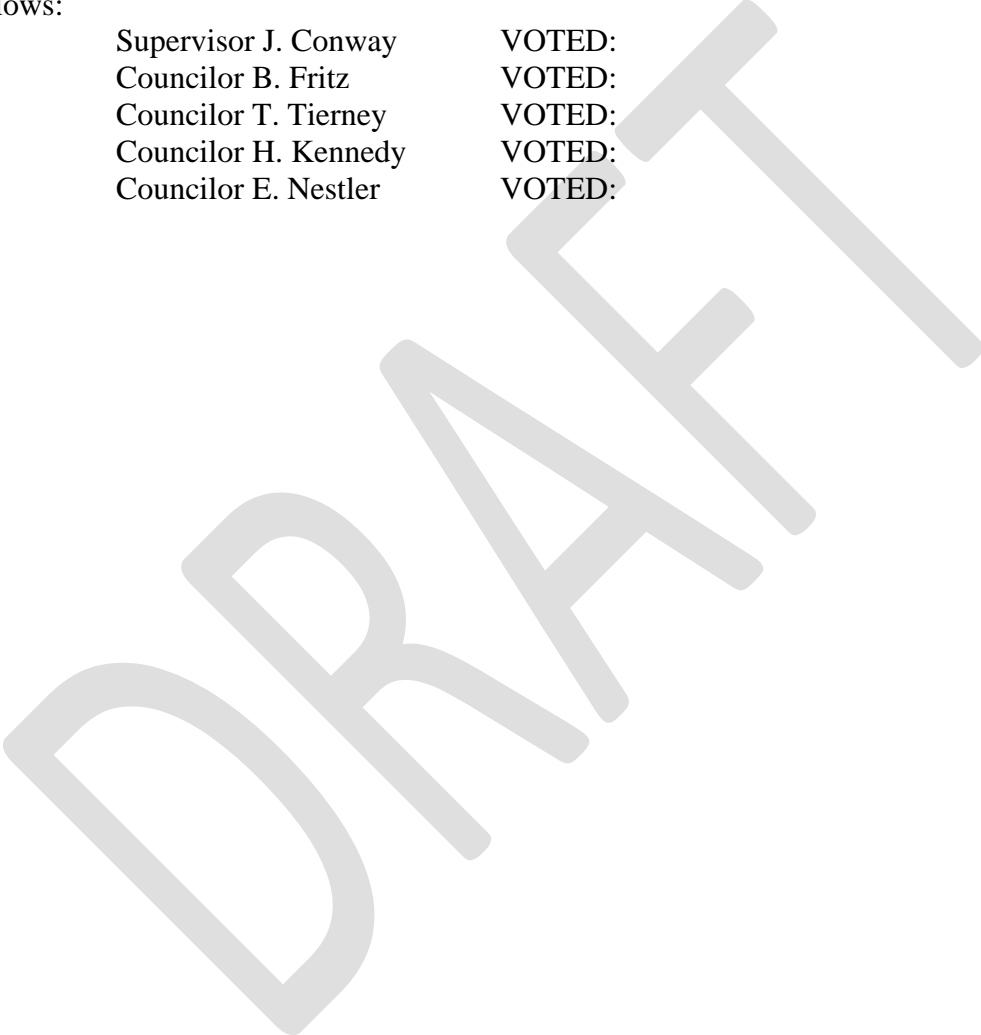 lows:
Supervisor J. Conway VOTED:
Councilor B. Fritz VOTED:
Councilor T. Tierney VOTED:
Councilor H. Kennedy VOTED:
Councilor E. Nestler VOTED:
DRAFT